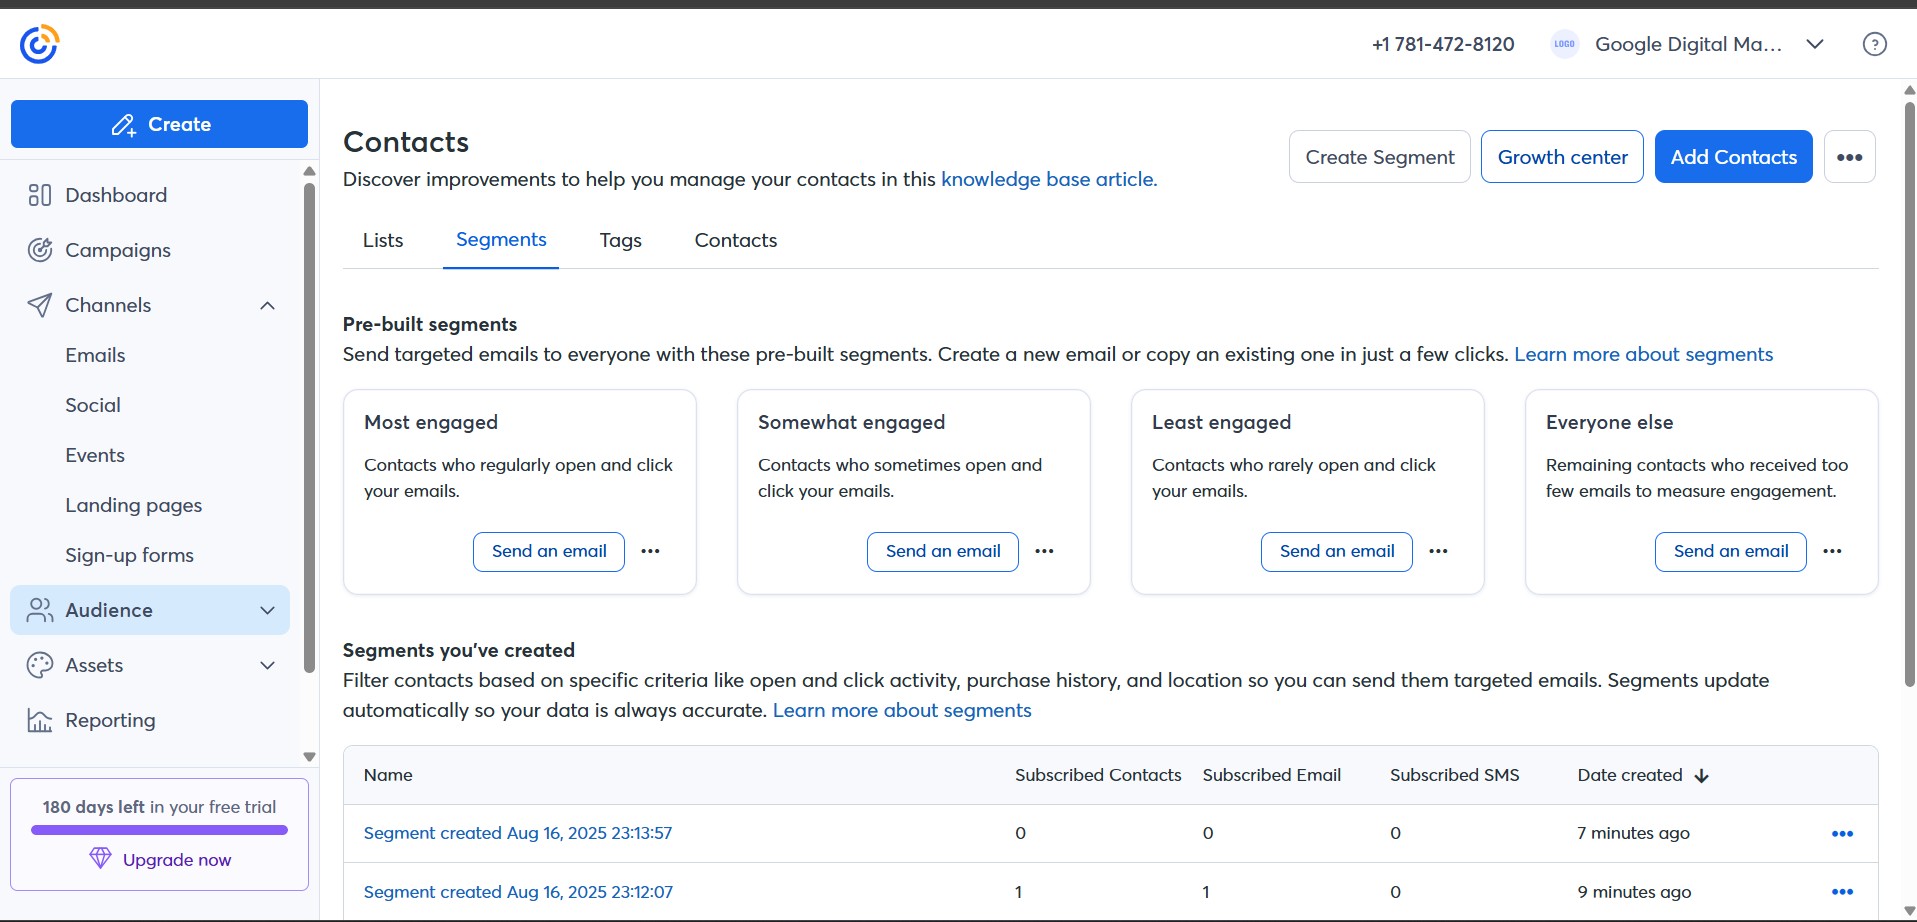 +1 781-472-8120
LOGO
Google Digital Ma...
?
Create
Dashboard
Campaigns
Channels
Emails
Social
Events
Landing pages
Sign-up forms
Audience
Assets
Reporting
180 days left in your free trial
Upgrade now
Contacts
Discover improvements to help you manage your contacts in this knowledge base article.
Create Segment
Growth center
Add Contacts
Lists
Segments
Tags
Contacts
Pre-built segments
Send targeted emails to everyone with these pre-built segments. Create a new email or copy an existing one in just a few clicks. Learn more about segments
Most engaged
Contacts who regularly open and click
your emails.
Send an email
Somewhat engaged
Contacts who sometimes open and
click your emails.
Send an email
Least engaged
Contacts who rarely open and click
your emails.
Send an email
Everyone else
Remaining contacts who received too
few emails to measure engagement.
Send an email
Segments you've created
Filter contacts based on specific criteria like open and click activity, purchase history, and location so you can send them targeted emails. Segments update
automatically so your data is always accurate. Learn more about segments
Name Subscribed Contacts Subscribed Email Subscribed SMS Date created
Segment created Aug 16, 2025 23:13:57 0 0 0 7 minutes ago
Segment created Aug 16, 2025 23:12:07 1 1 0 9 minutes ago